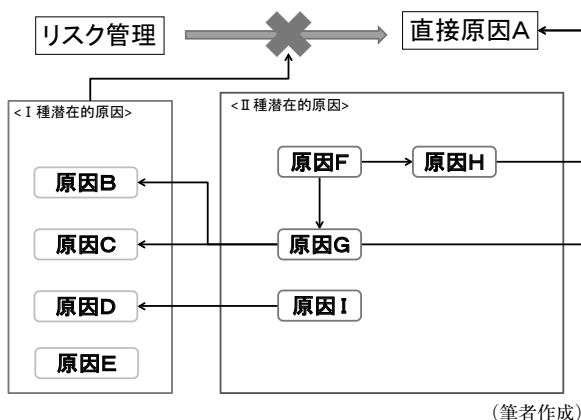 リスク管理
直接原因A
<Ⅰ種潜在的原因>
<Ⅱ種潜在的原因>
原因B
原因C
原因D
原因E
原因F
原因H
原因G
原因I
(筆者作成)